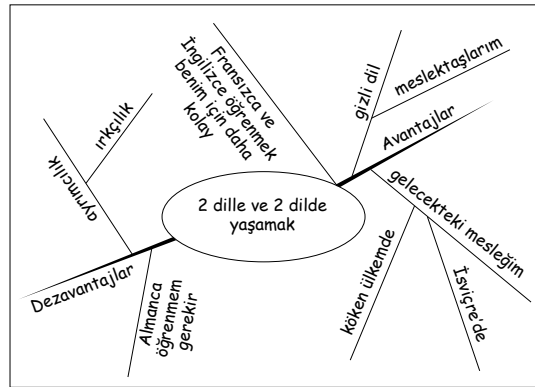 2 dille ve 2 dilde
yaşamak
Avantajlar
Fransızca ve
İngilizce öğrenmek
benim için daha
kolay
gizli dil
meslektaşlarım
gelecekteki mesleğim
köken ülkemde
İsviçre'de
Dezavantajlar
ayrımcılık
ırkçılık
Almanca
öğrenmem
gerekir